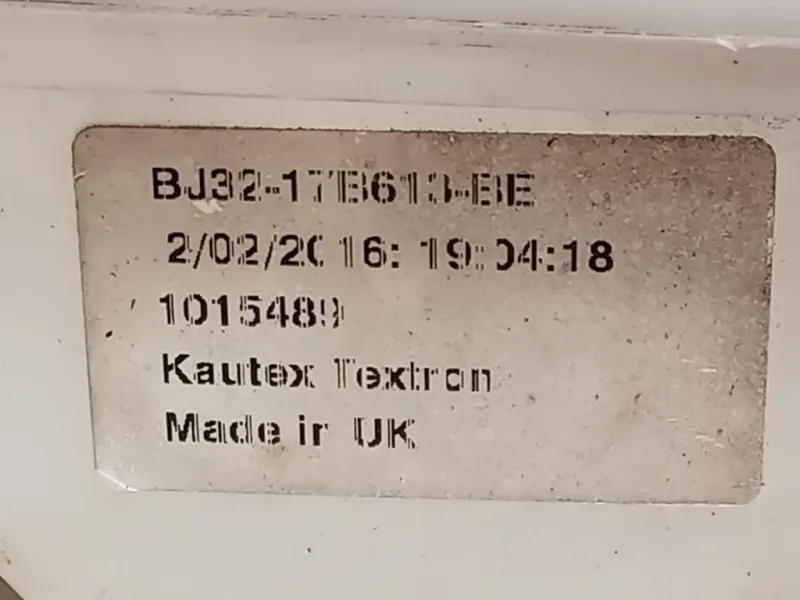 BJ32-17B613-BE
2/02/2016: 19:04:18
1015489
Kautex Textron
Made in UK